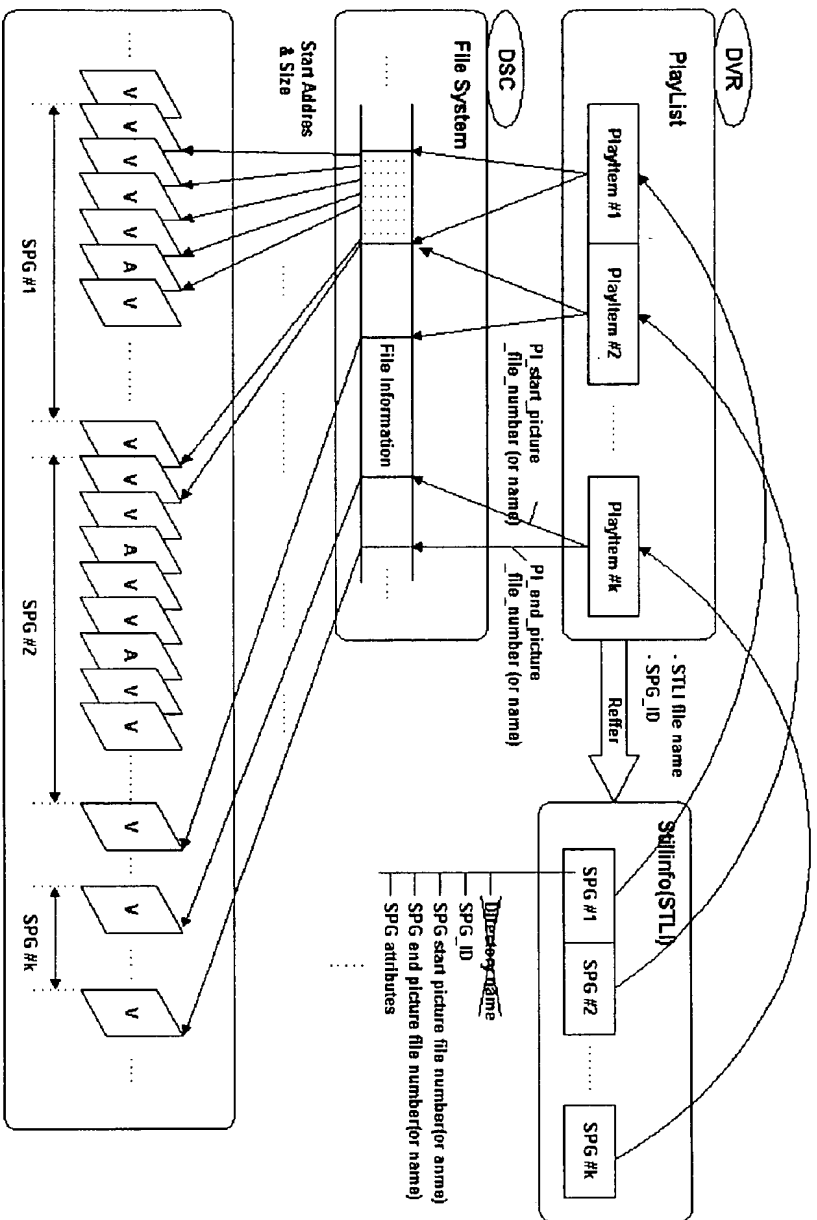 DVR
PlayList
PlayItem #1
PlayItem #2
........
PlayItem #k
- STLI file name
- SPG_ID
Reffer
StillInfo(STLI)
SPG #1
SPG #2
........
SPG #k
Directory name
SPG_ID
SPG start picture file number(or anme)
SPG end picture file number(or name)
SPG attributes
......
PI_start_picture
_file_number (or name)
PI_end_picture
_file_number (or name)
DSC
File System
......
File Information
......
Start Addres
& Size
......
......
......
......
V
V
V
V
V
A
V
........
V
V
V
A
V
V
A
V
V
......
V
V
V
......
SPG #1
SPG #2
SPG #k